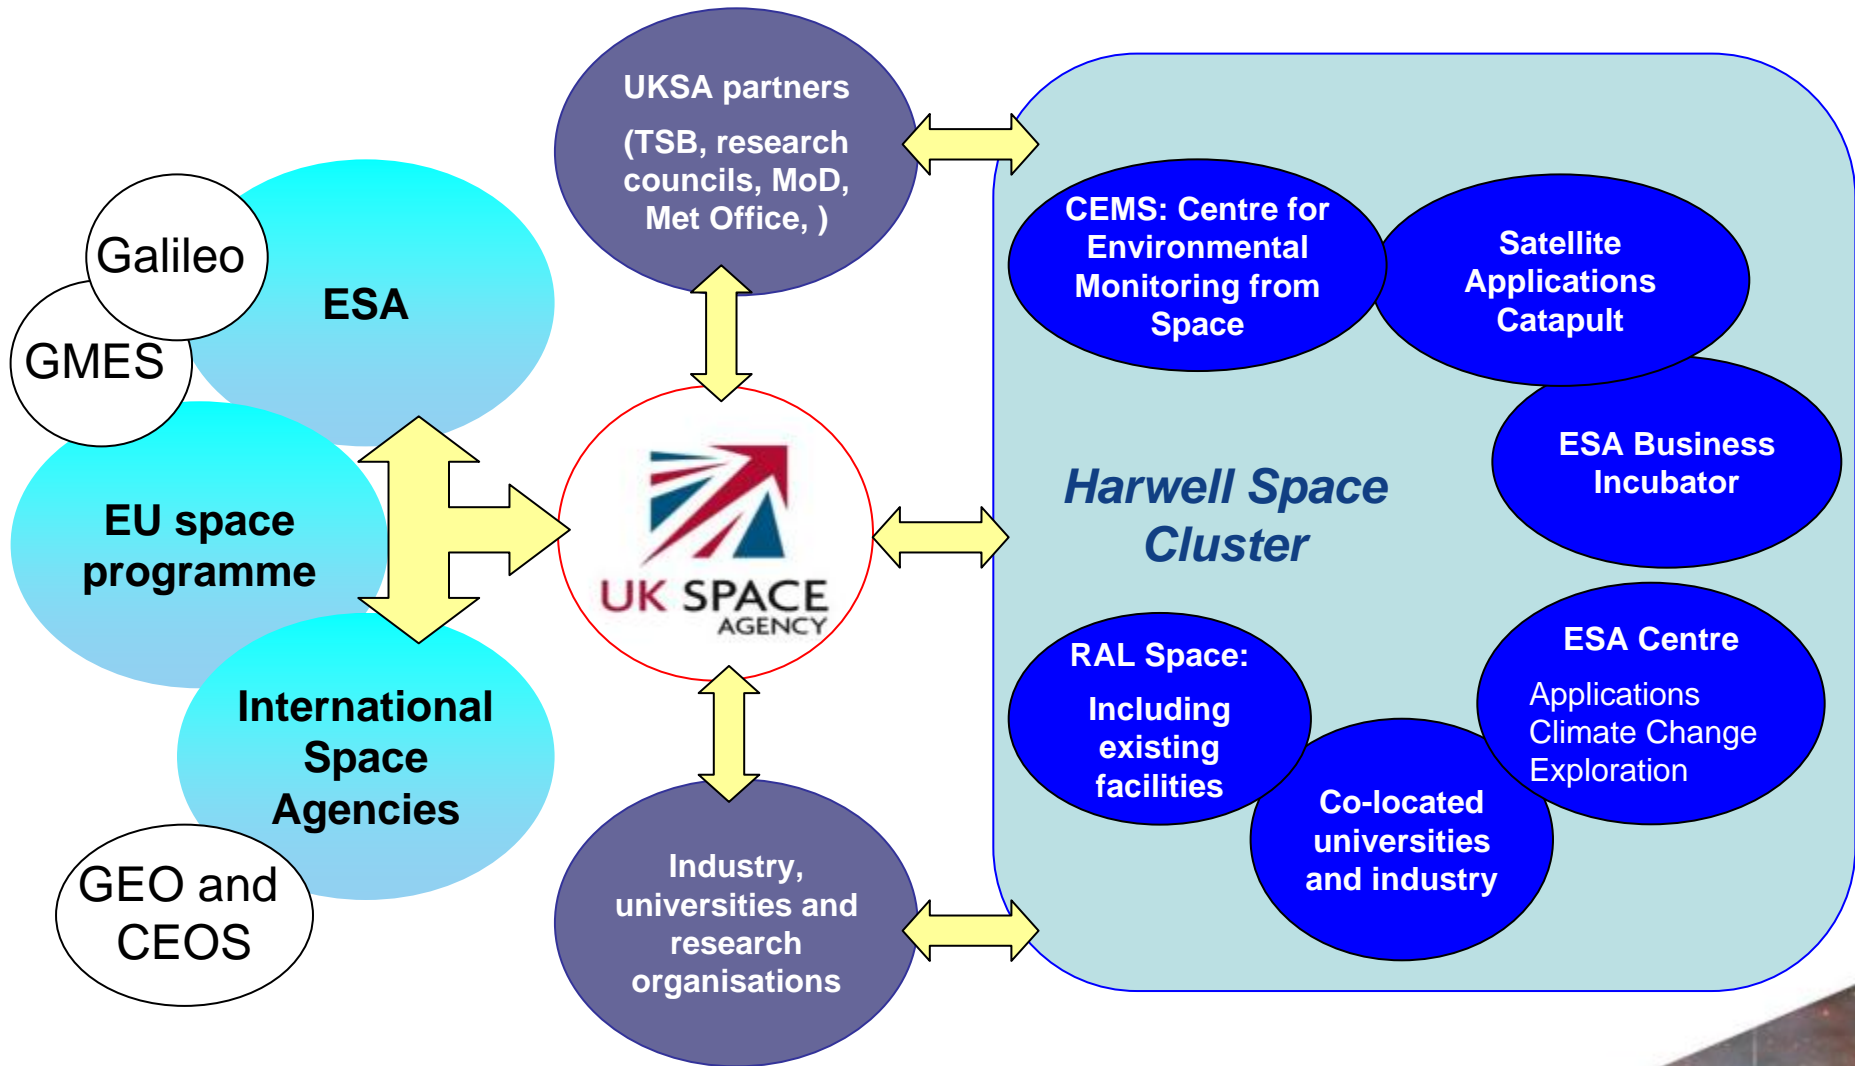 UKSA partners
(TSB, research
councils, MoD,
Met Office, )
Galileo
GMES
ESA
EU space
programme
International
Space
Agencies
GEO and
CEOS
UK SPACE
AGENCY
Industry,
universities and
research
organisations
CEMS: Centre for
Environmental
Monitoring from
Space
Satellite
Applications
Catapult
ESA Business
Incubator
Harwell Space
Cluster
ESA Centre
Applications
Climate Change
Exploration
RAL Space:
Including
existing
facilities
Co-located
universities
and industry